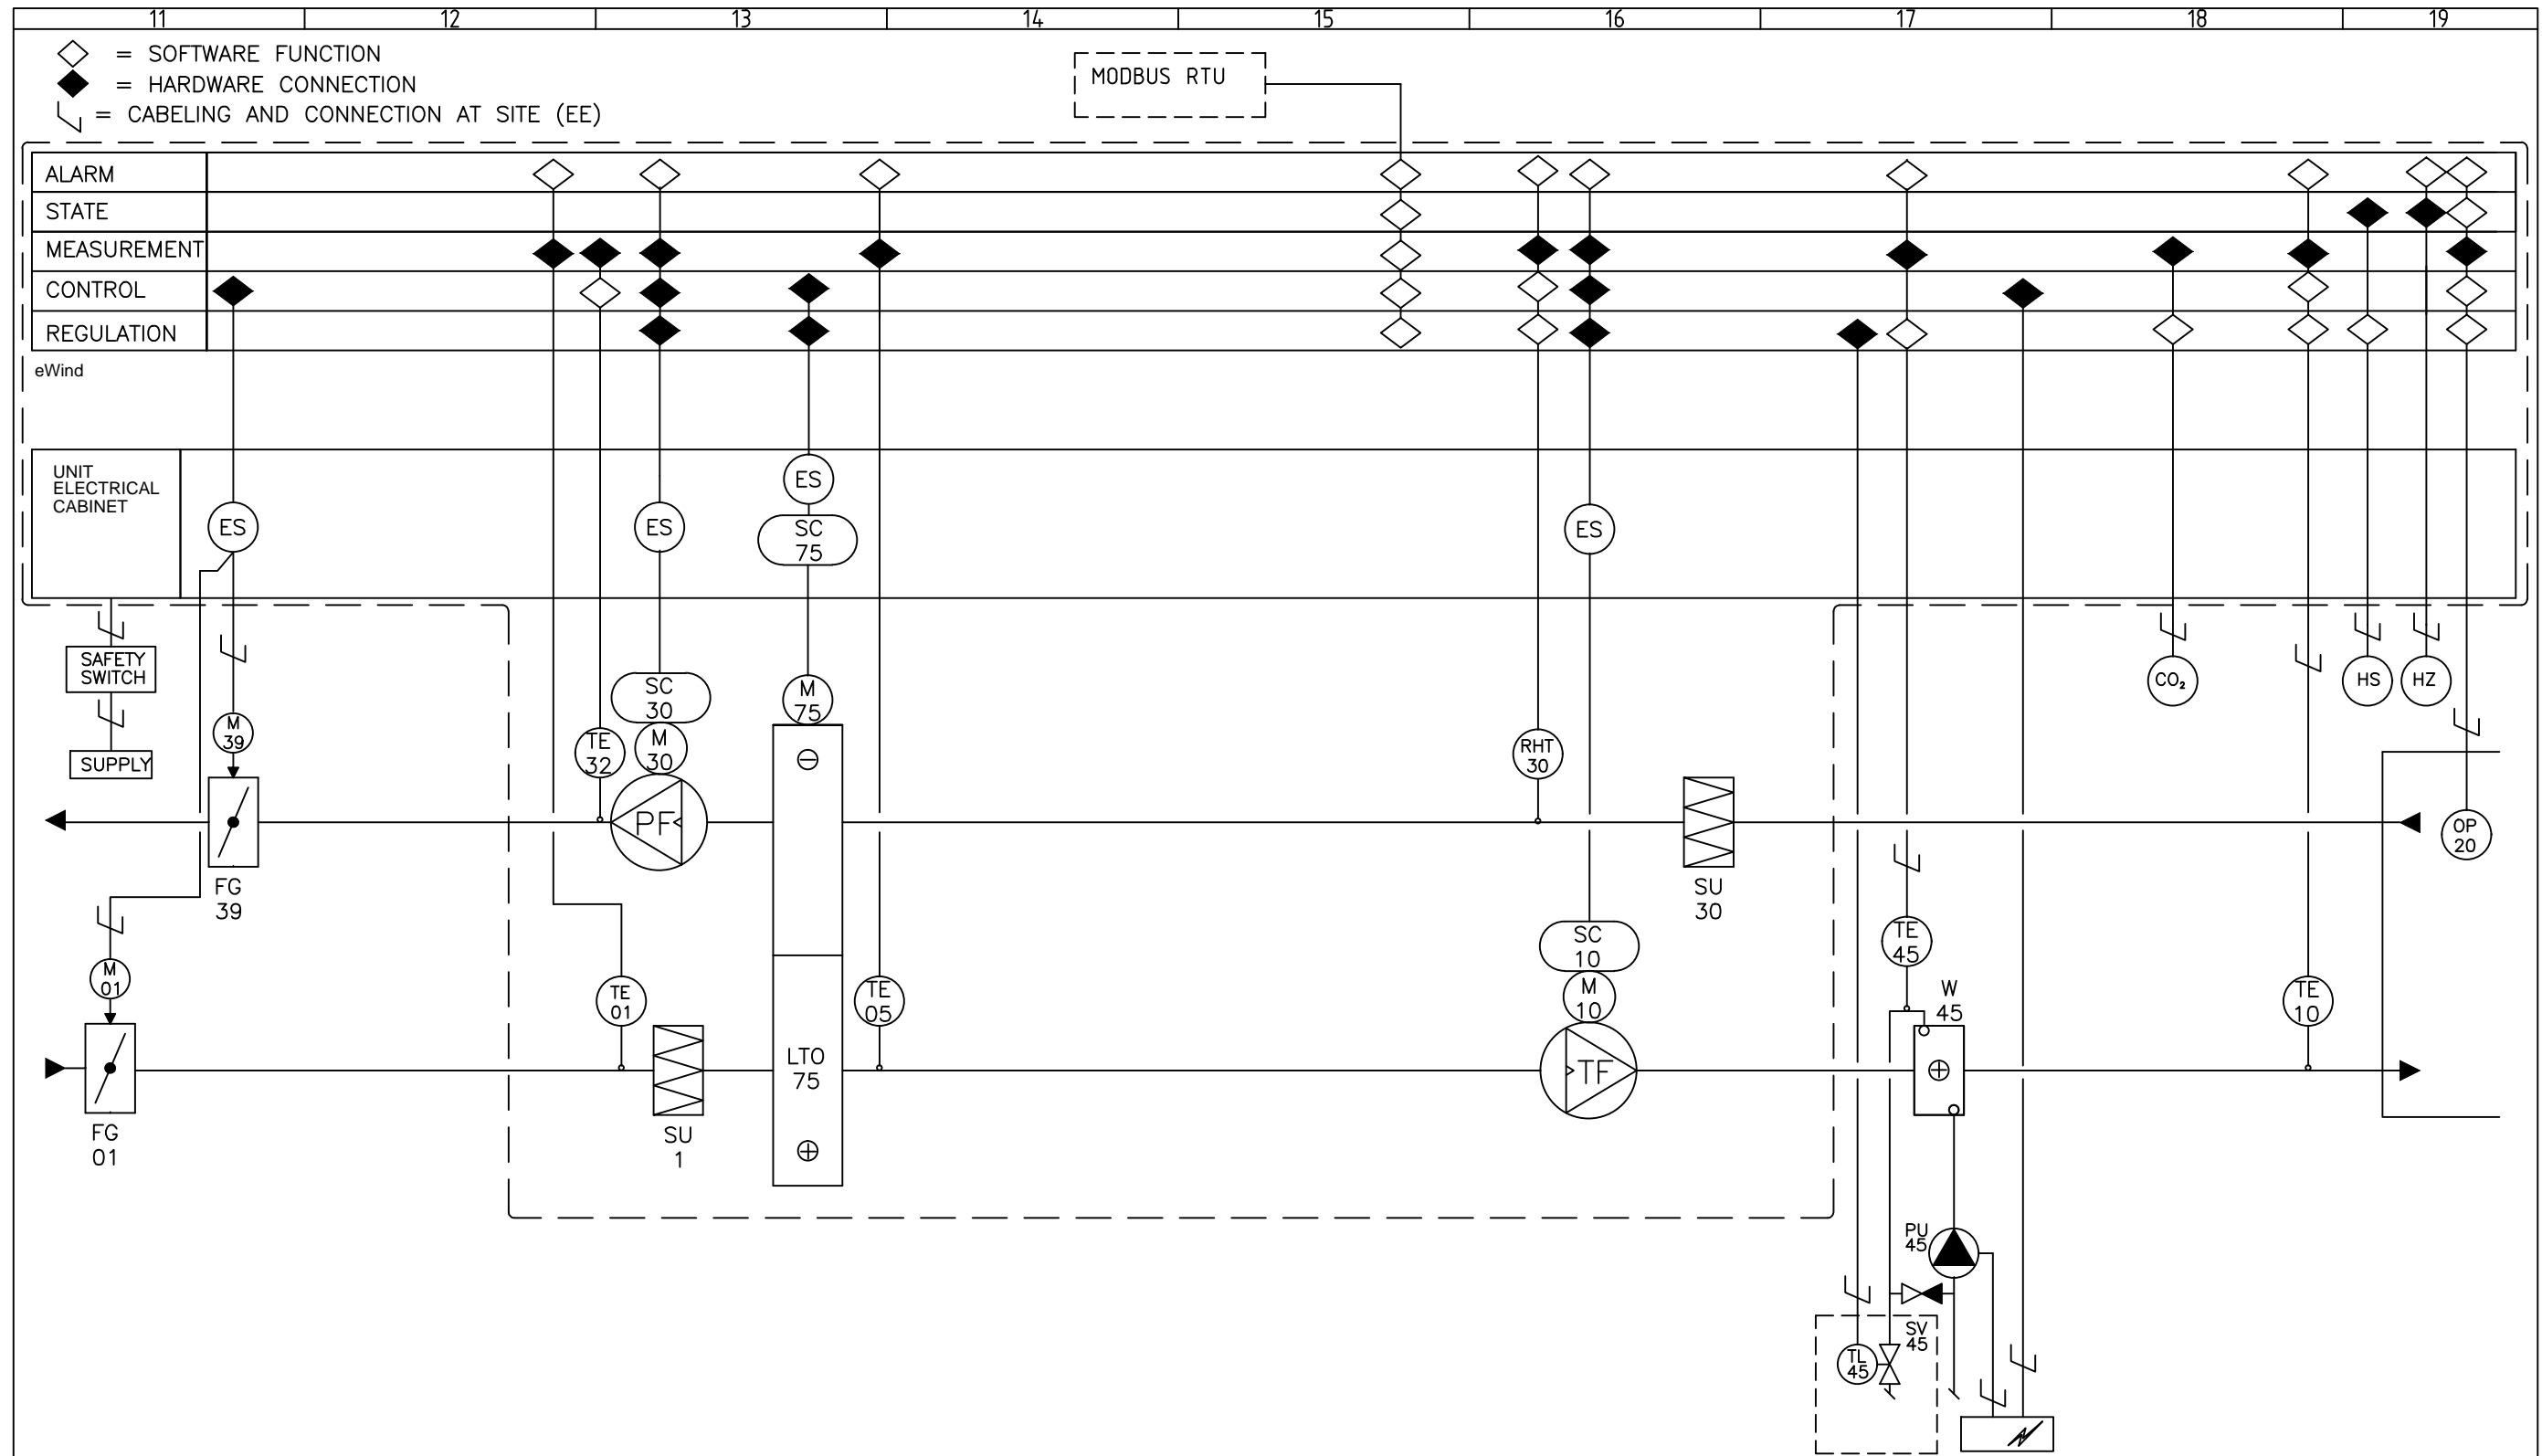 11 12 13 14 15 16 17 18 19
= SOFTWARE FUNCTION
= HARDWARE CONNECTION
= CABELING AND CONNECTION AT SITE (EE)
MODBUS RTU
ALARM
STATE
MEASUREMENT
CONTROL
REGULATION
eWind
UNIT
ELECTRICAL
CABINET
ES
ES
ES
SC
75
ES
SAFETY
SWITCH
SUPPLY
M
39
TE
32
SC
30
M
30
M
75
RHT
30
CO₂
HS
HZ
PF
OP
20
FG
39
SU
30
SC
10
M
10
TE
45
W
45
M
01
TE
01
TE
05
TE
10
LTO
75
TF
FG
01
SU
1
PU
45
SV
45
TL
45